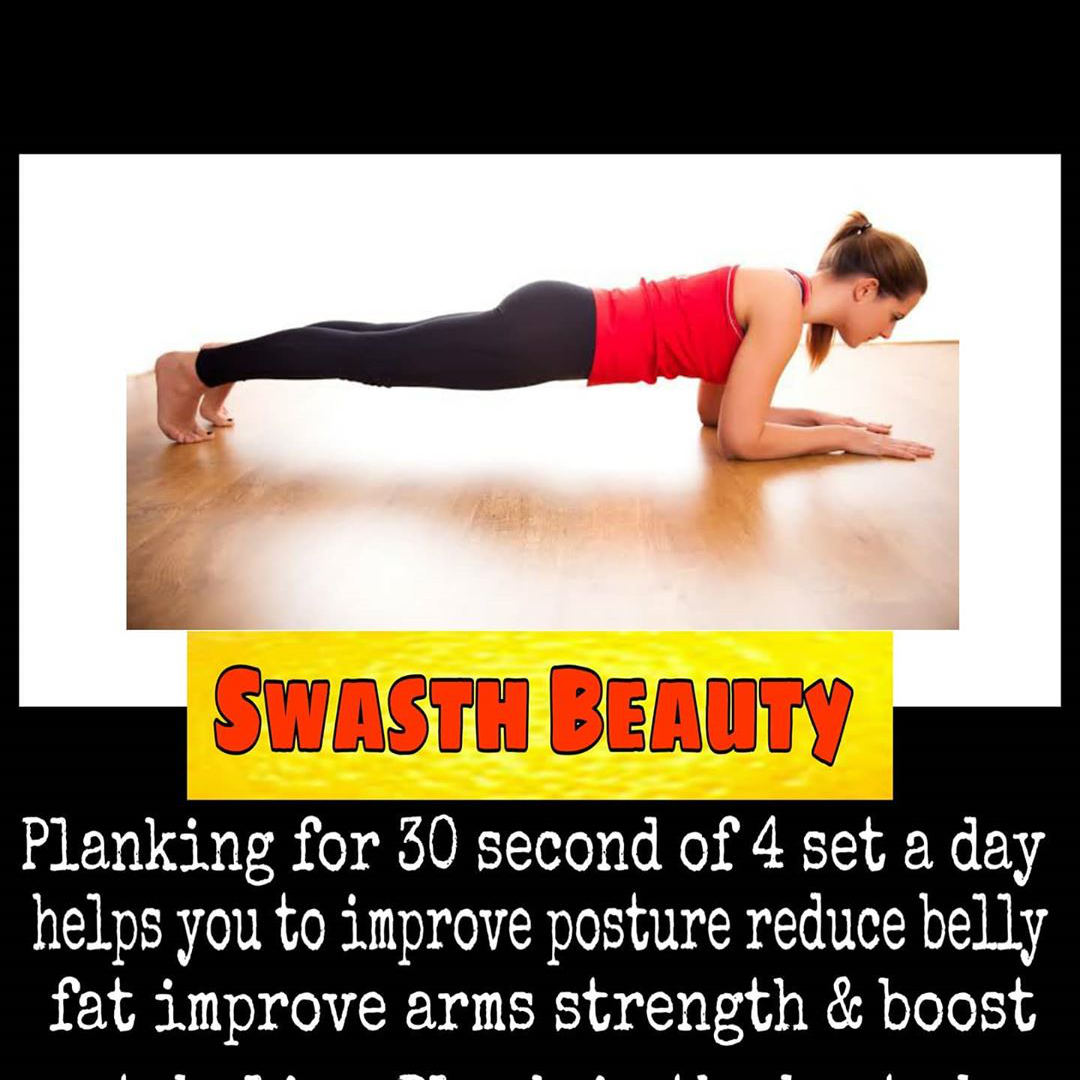 SWASTH BEAUTY
Planking for 30 second of 4 set a day
helps you to improve posture reduce belly
fat improve arms strength & boost